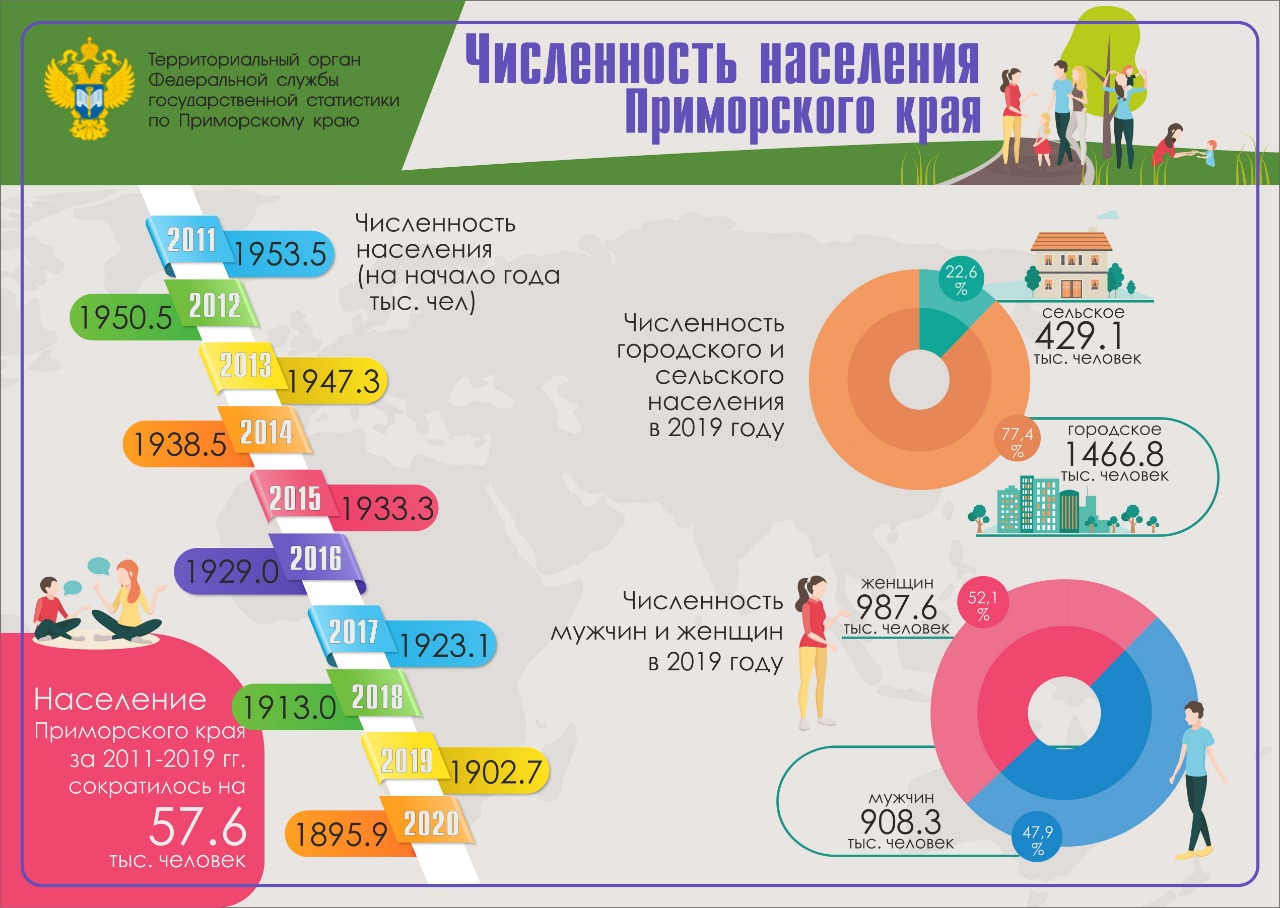 Территориальный орган
Федеральной службы
государственной статистики
по Приморскому краю
Численность населения
Приморского края
Численность
населения
(на начало года
тыс. чел)
2011 1953.5
1950.5 2012
2013 1947.3
1938.5 2014
2015 1933.3
1929.0 2016
2017 1923.1
1913.0 2018
2019 1902.7
1895.9 2020
Население
Приморского края
за 2011-2019 гг.
сократилось на
57.6
тыс. человек
Численность
городского и
сельского
населения
в 2019 году
22,6
%
сельское
429.1
тыс. человек
77,4
%
городское
1466.8
тыс. человек
Численность
мужчин и женщин
в 2019 году
женщин
987.6
тыс. человек
52,1
%
мужчин
908.3
тыс. человек
47,9
%